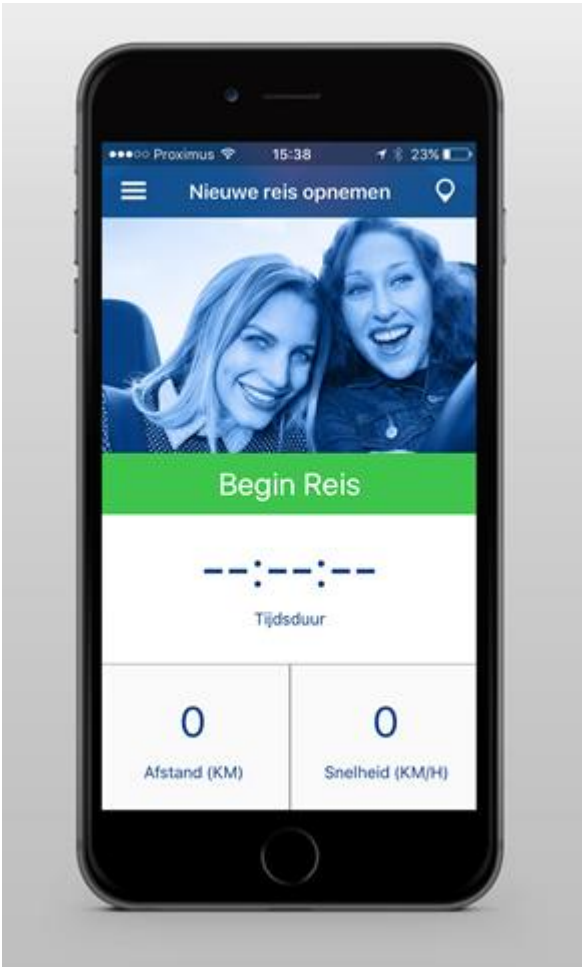 Proximus 15:38 23%
Nieuwe reis opnemen
Begin Reis
--:--:--
Tijdsduur
0
Afstand (KM)
0
Snelheid (KM/H)